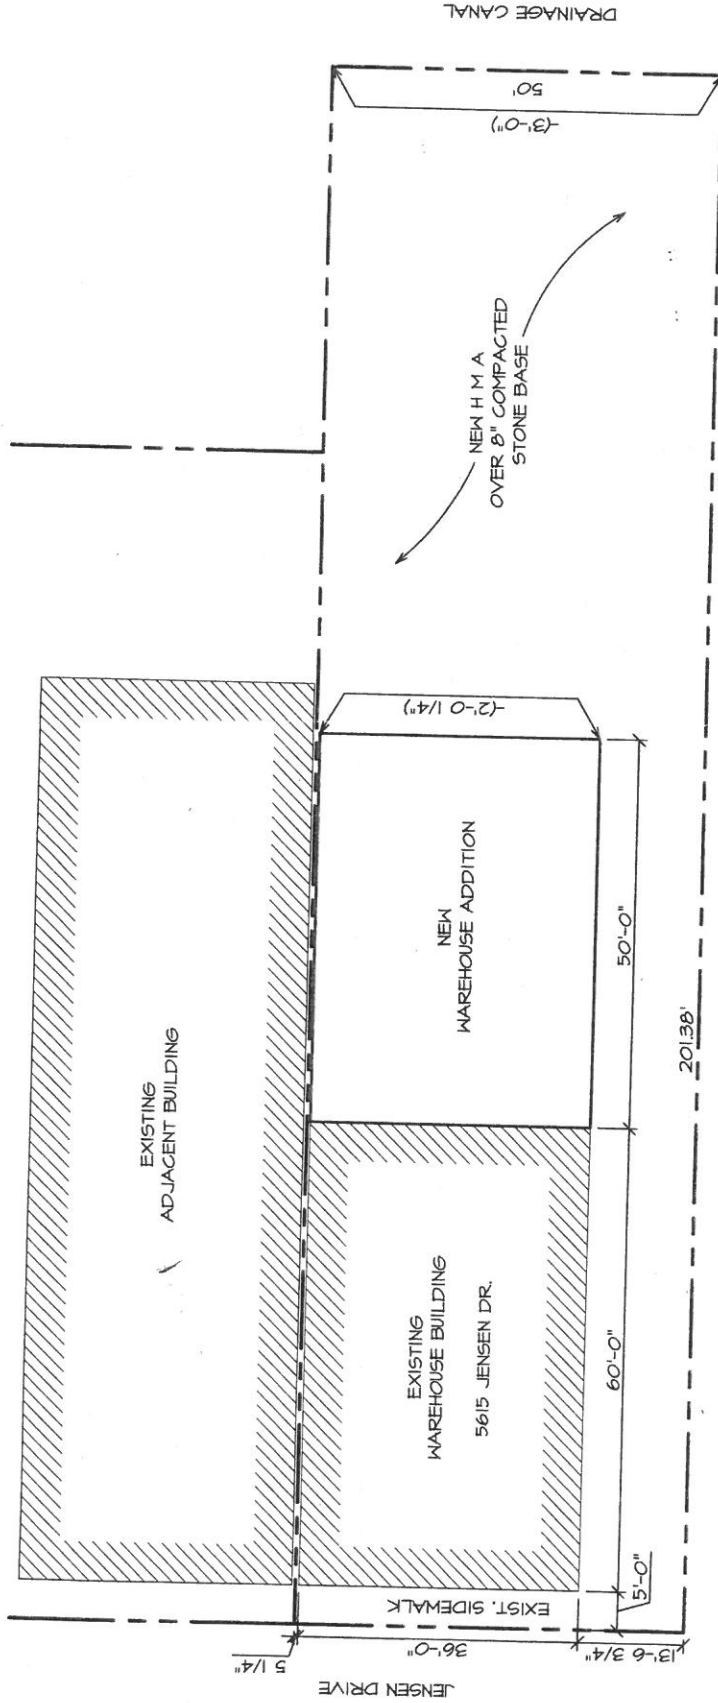 DRAINAGE CANAL
50'
-(3'-0")
NEW H M A
OVER 8" COMPACTED
STONE BASE
-(2'-0 1/4")
NEW
WAREHOUSE ADDITION
50'-0"
201.38'
EXISTING
ADJACENT BUILDING
EXISTING
WAREHOUSE BUILDING
5615 JENSEN DR.
60'-0"
5'-0"
EXIST. SIDEWALK
5 1/4"
36'-0"
13'-6 3/4"
JENSEN DRIVE